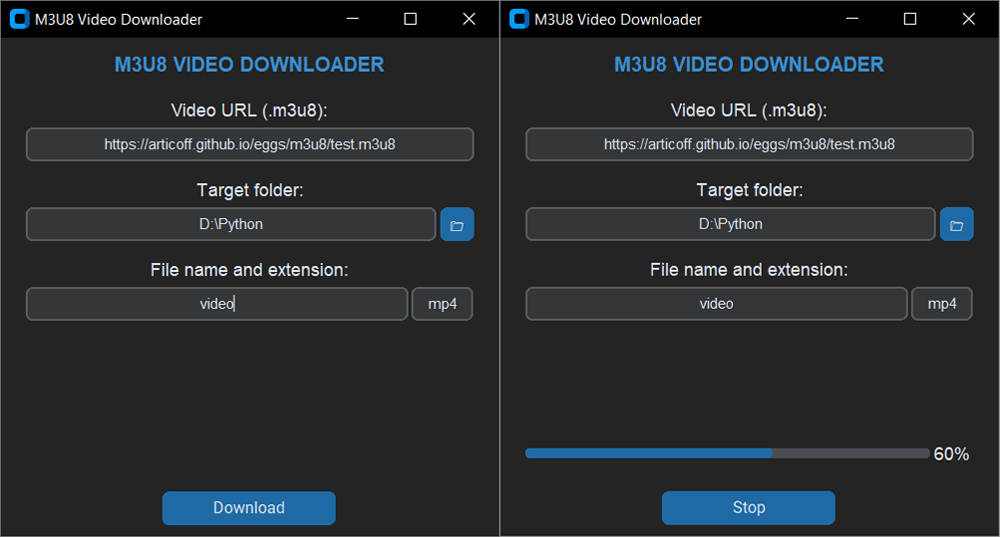 M3U8 Video Downloader
M3U8 VIDEO DOWNLOADER
Video URL (.m3u8):
https://articoff.github.io/eggs/m3u8/test.m3u8
Target folder:
D:\Python
File name and extension:
video
mp4
Download
M3U8 Video Downloader
M3U8 VIDEO DOWNLOADER
Video URL (.m3u8):
https://articoff.github.io/eggs/m3u8/test.m3u8
Target folder:
D:\Python
File name and extension:
video
mp4
60%
Stop